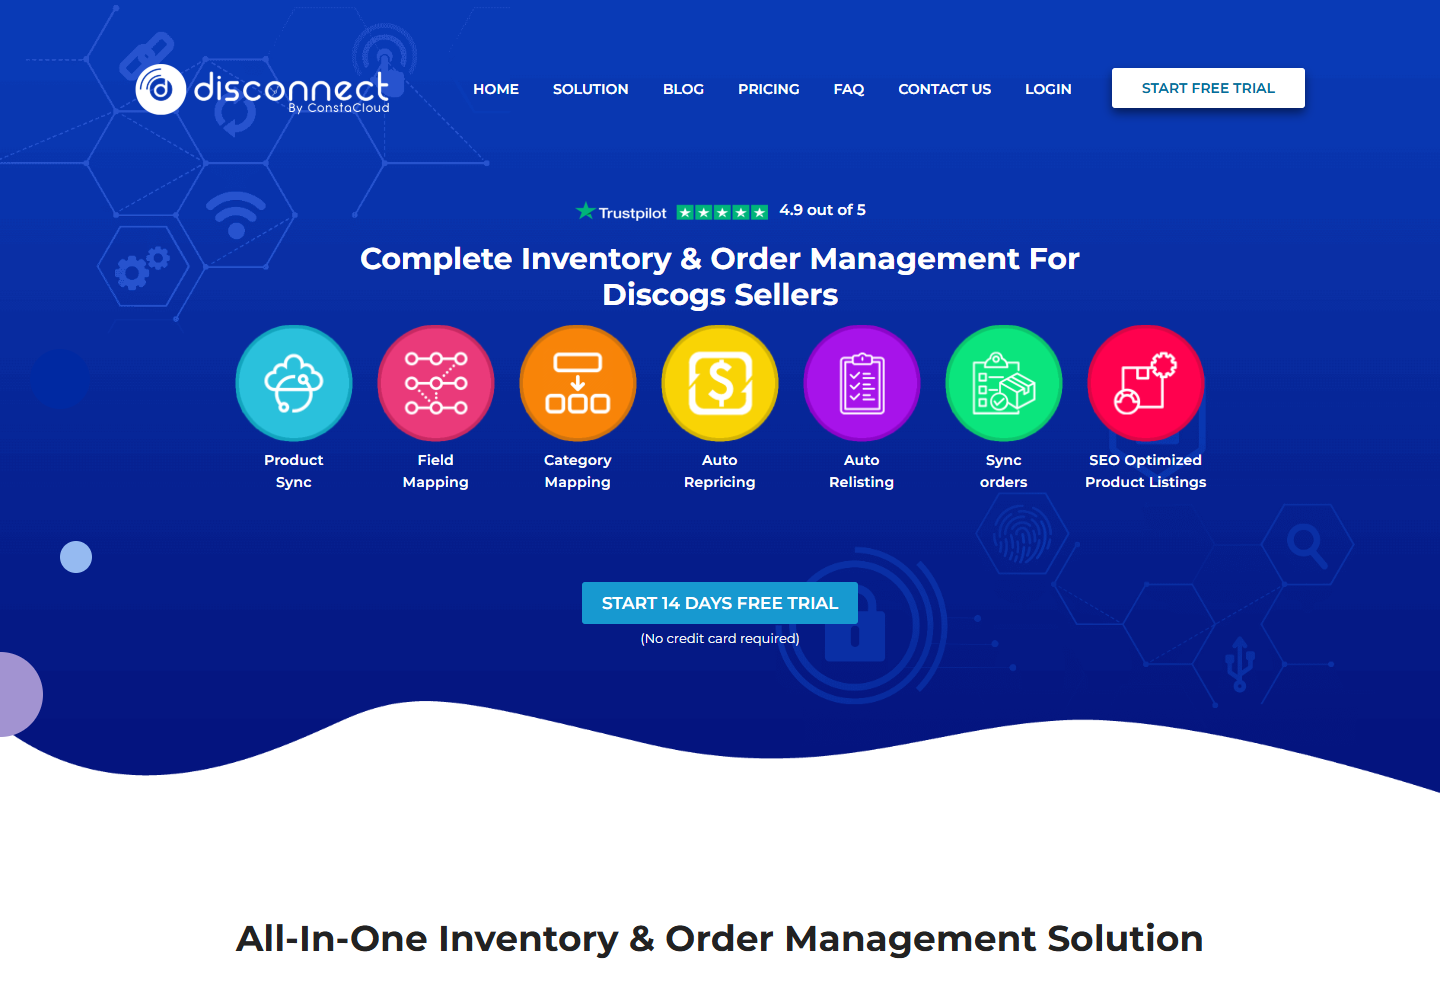 disconnect
By ConstaCloud
HOME SOLUTION BLOG PRICING FAQ CONTACT US LOGIN START FREE TRIAL
Trustpilot 4.9 out of 5
Complete Inventory & Order Management For
Discogs Sellers
Product
Sync
Field
Mapping
Category
Mapping
Auto
Repricing
Auto
Relisting
Sync
orders
SEO Optimized
Product Listings
START 14 DAYS FREE TRIAL
(No credit card required)
All-In-One Inventory & Order Management Solution